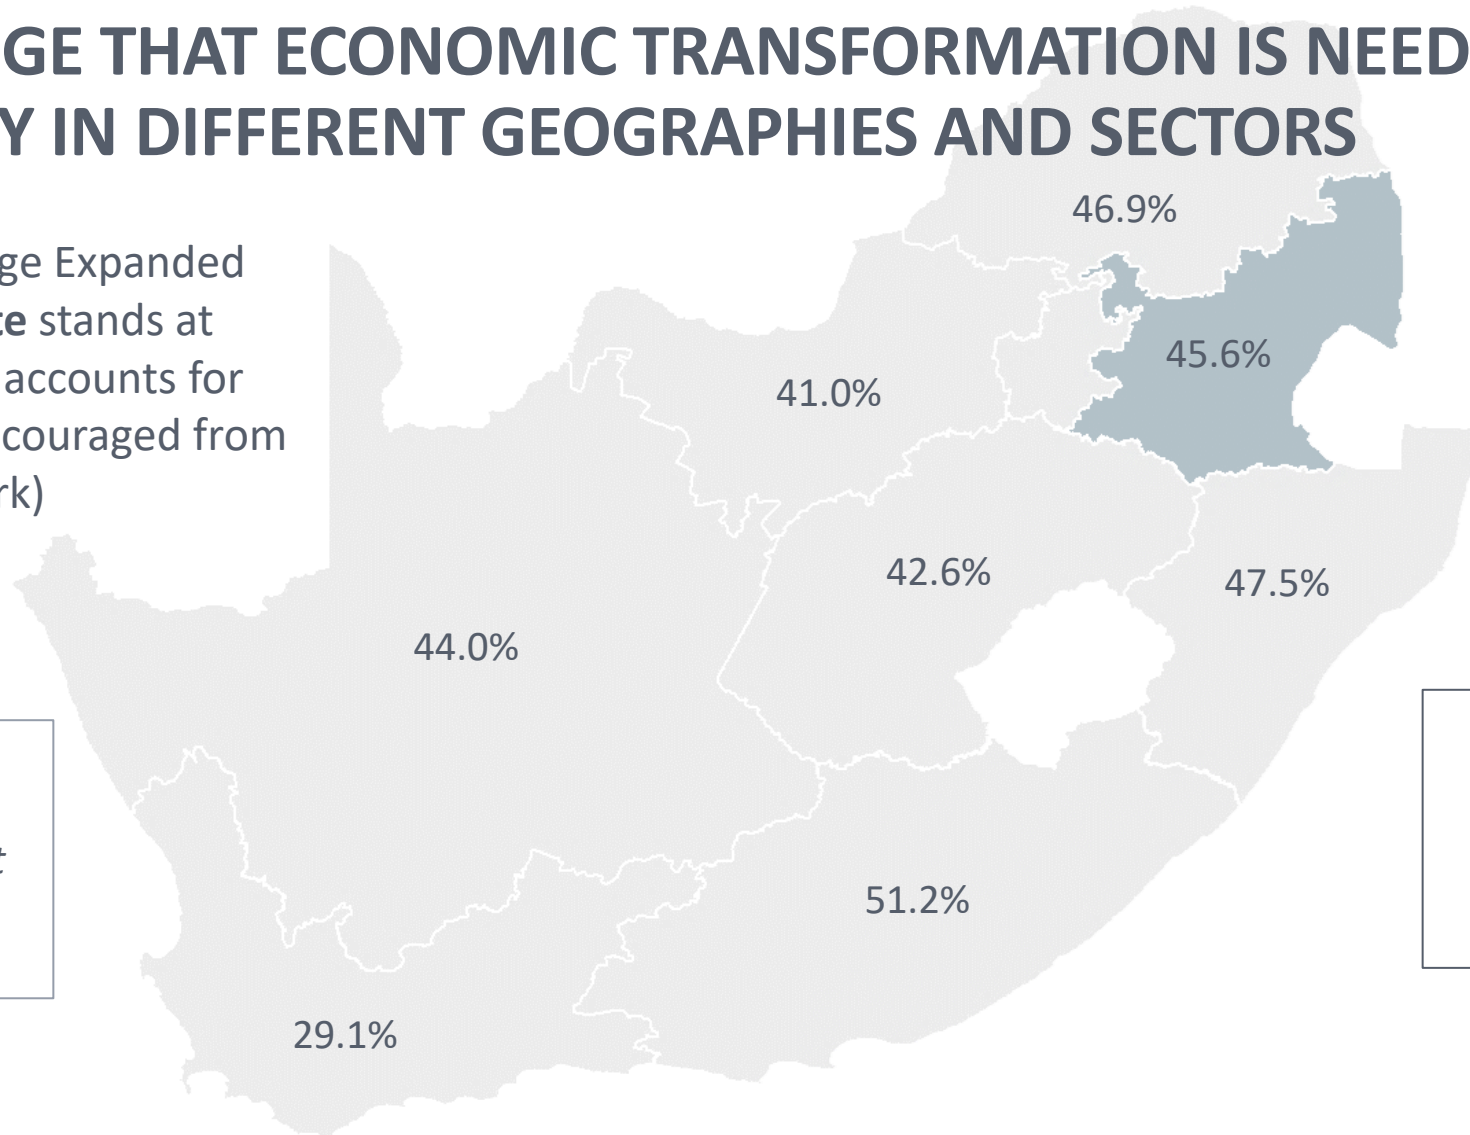 GE THAT ECONOMIC TRANSFORMATION IS NEED
Y IN DIFFERENT GEOGRAPHIES AND SECTORS
ge Expanded
te stands at
accounts for
couraged from
rk)
46.9%
45.6%
41.0%
42.6%
47.5%
44.0%
t
51.2%
29.1%